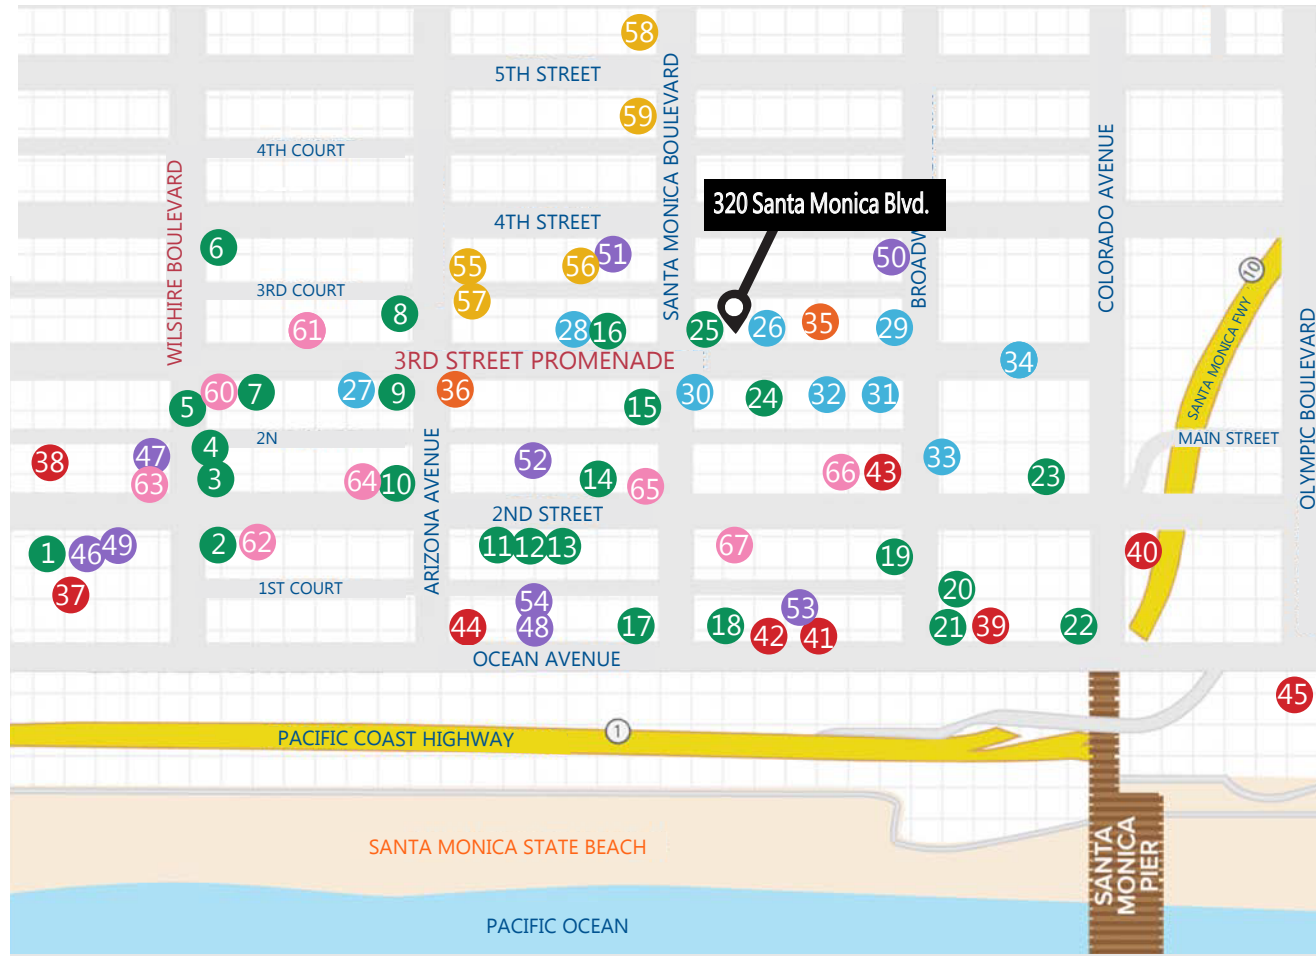 58
5TH STREET
SANTA MONICA BOULEVARD
59
4TH COURT
COLORADO AVENUE
WILSHIRE BOULEVARD
320 Santa Monica Blvd.
4TH STREET
6
51
50
BROADW
55
56
10
3RD COURT
57
8
SANTA MONICA FWY
61
28
16
25
26
35
29
OLYMPIC BOULEVARD
3RD STREET PROMENADE
34
60
7
27
9
36
5
15
30
24
32
31
2N
MAIN STREET
4
38
47
52
33
63
3
64
10
14
65
66
43
23
ARIZONA AVENUE
2ND STREET
1
46
49
2
62
11
12
13
67
19
40
37
1ST COURT
20
54
53
44
48
17
18
42
41
21
39
22
OCEAN AVENUE
45
1
PACIFIC COAST HIGHWAY
SANTA MONICA STATE BEACH
SANTA
MONICA
PIER
PACIFIC OCEAN